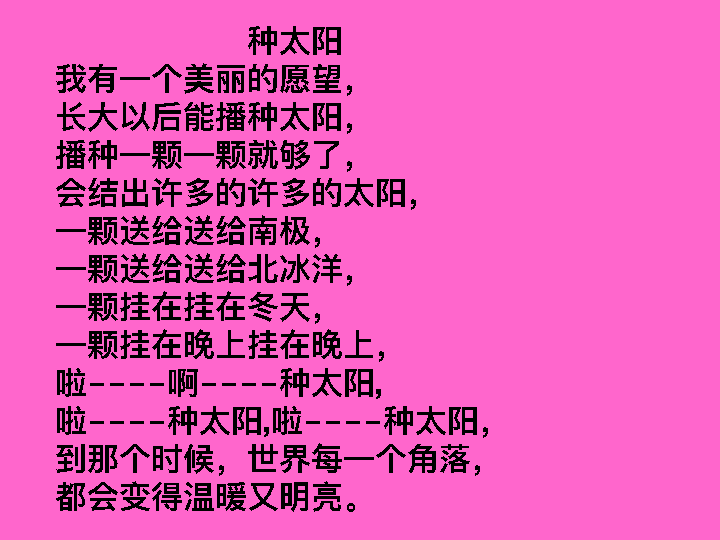 种太阳
我有一个美丽的愿望，
长大以后能播种太阳，
播种一颗一颗就够了，
会结出许多的许多的太阳，
一颗送给送给南极，
一颗送给送给北冰洋，
一颗挂在挂在冬天，
一颗挂在晚上挂在晚上，
啦----啊----种太阳,
啦----种太阳,啦----种太阳，
到那个时候，世界每一个角落，
都会变得温暖又明亮。